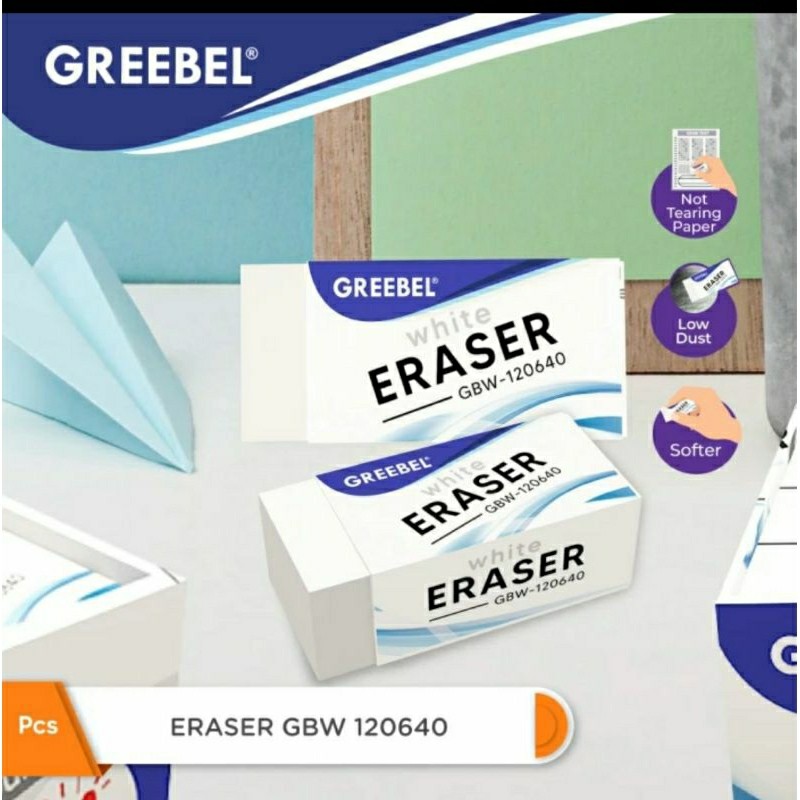 GREEBEL®
Not
Tearing
Paper
GREEBEL®
white
ERASER
GBW-120640
ERASER
Low
Dust
Softer
GREEBEL®
white
ERASER
GBW-120640
white
ERASER
GBW-120640
Pcs
ERASER GBW 120640